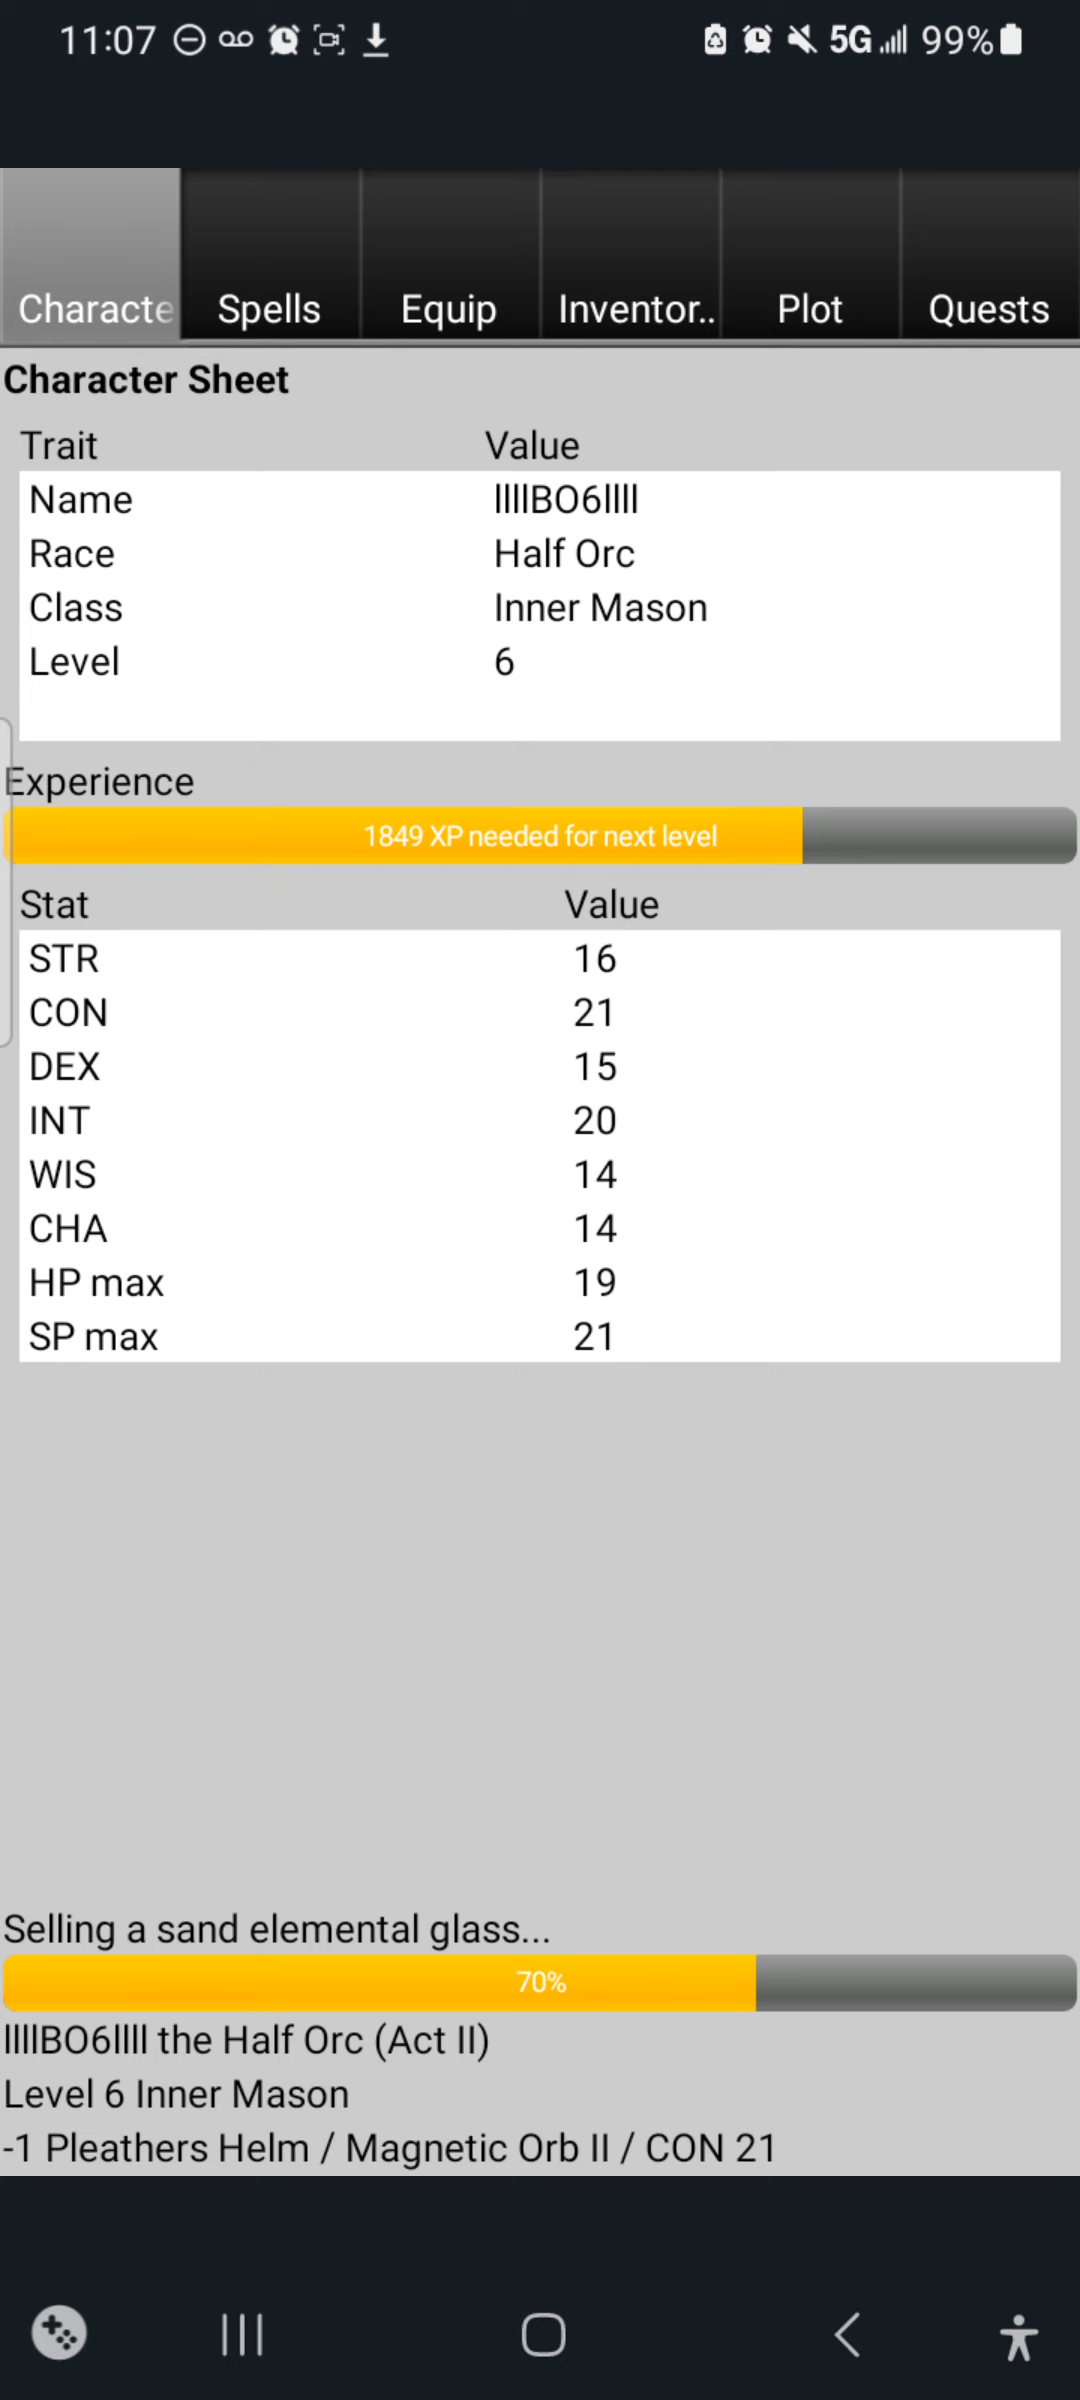 11:07 5G 99%
Characte Spells Equip Inventor.. Plot Quests
Character Sheet
Trait Value
Name llllBO6llll
Race Half Orc
Class Inner Mason
Level 6
Experience
1849 XP needed for next level
Stat Value
STR 16
CON 21
DEX 15
INT 20
WIS 14
CHA 14
HP max 19
SP max 21
Selling a sand elemental glass...
70%
llllBO6llll the Half Orc (Act II)
Level 6 Inner Mason
-1 Pleathers Helm / Magnetic Orb II / CON 21